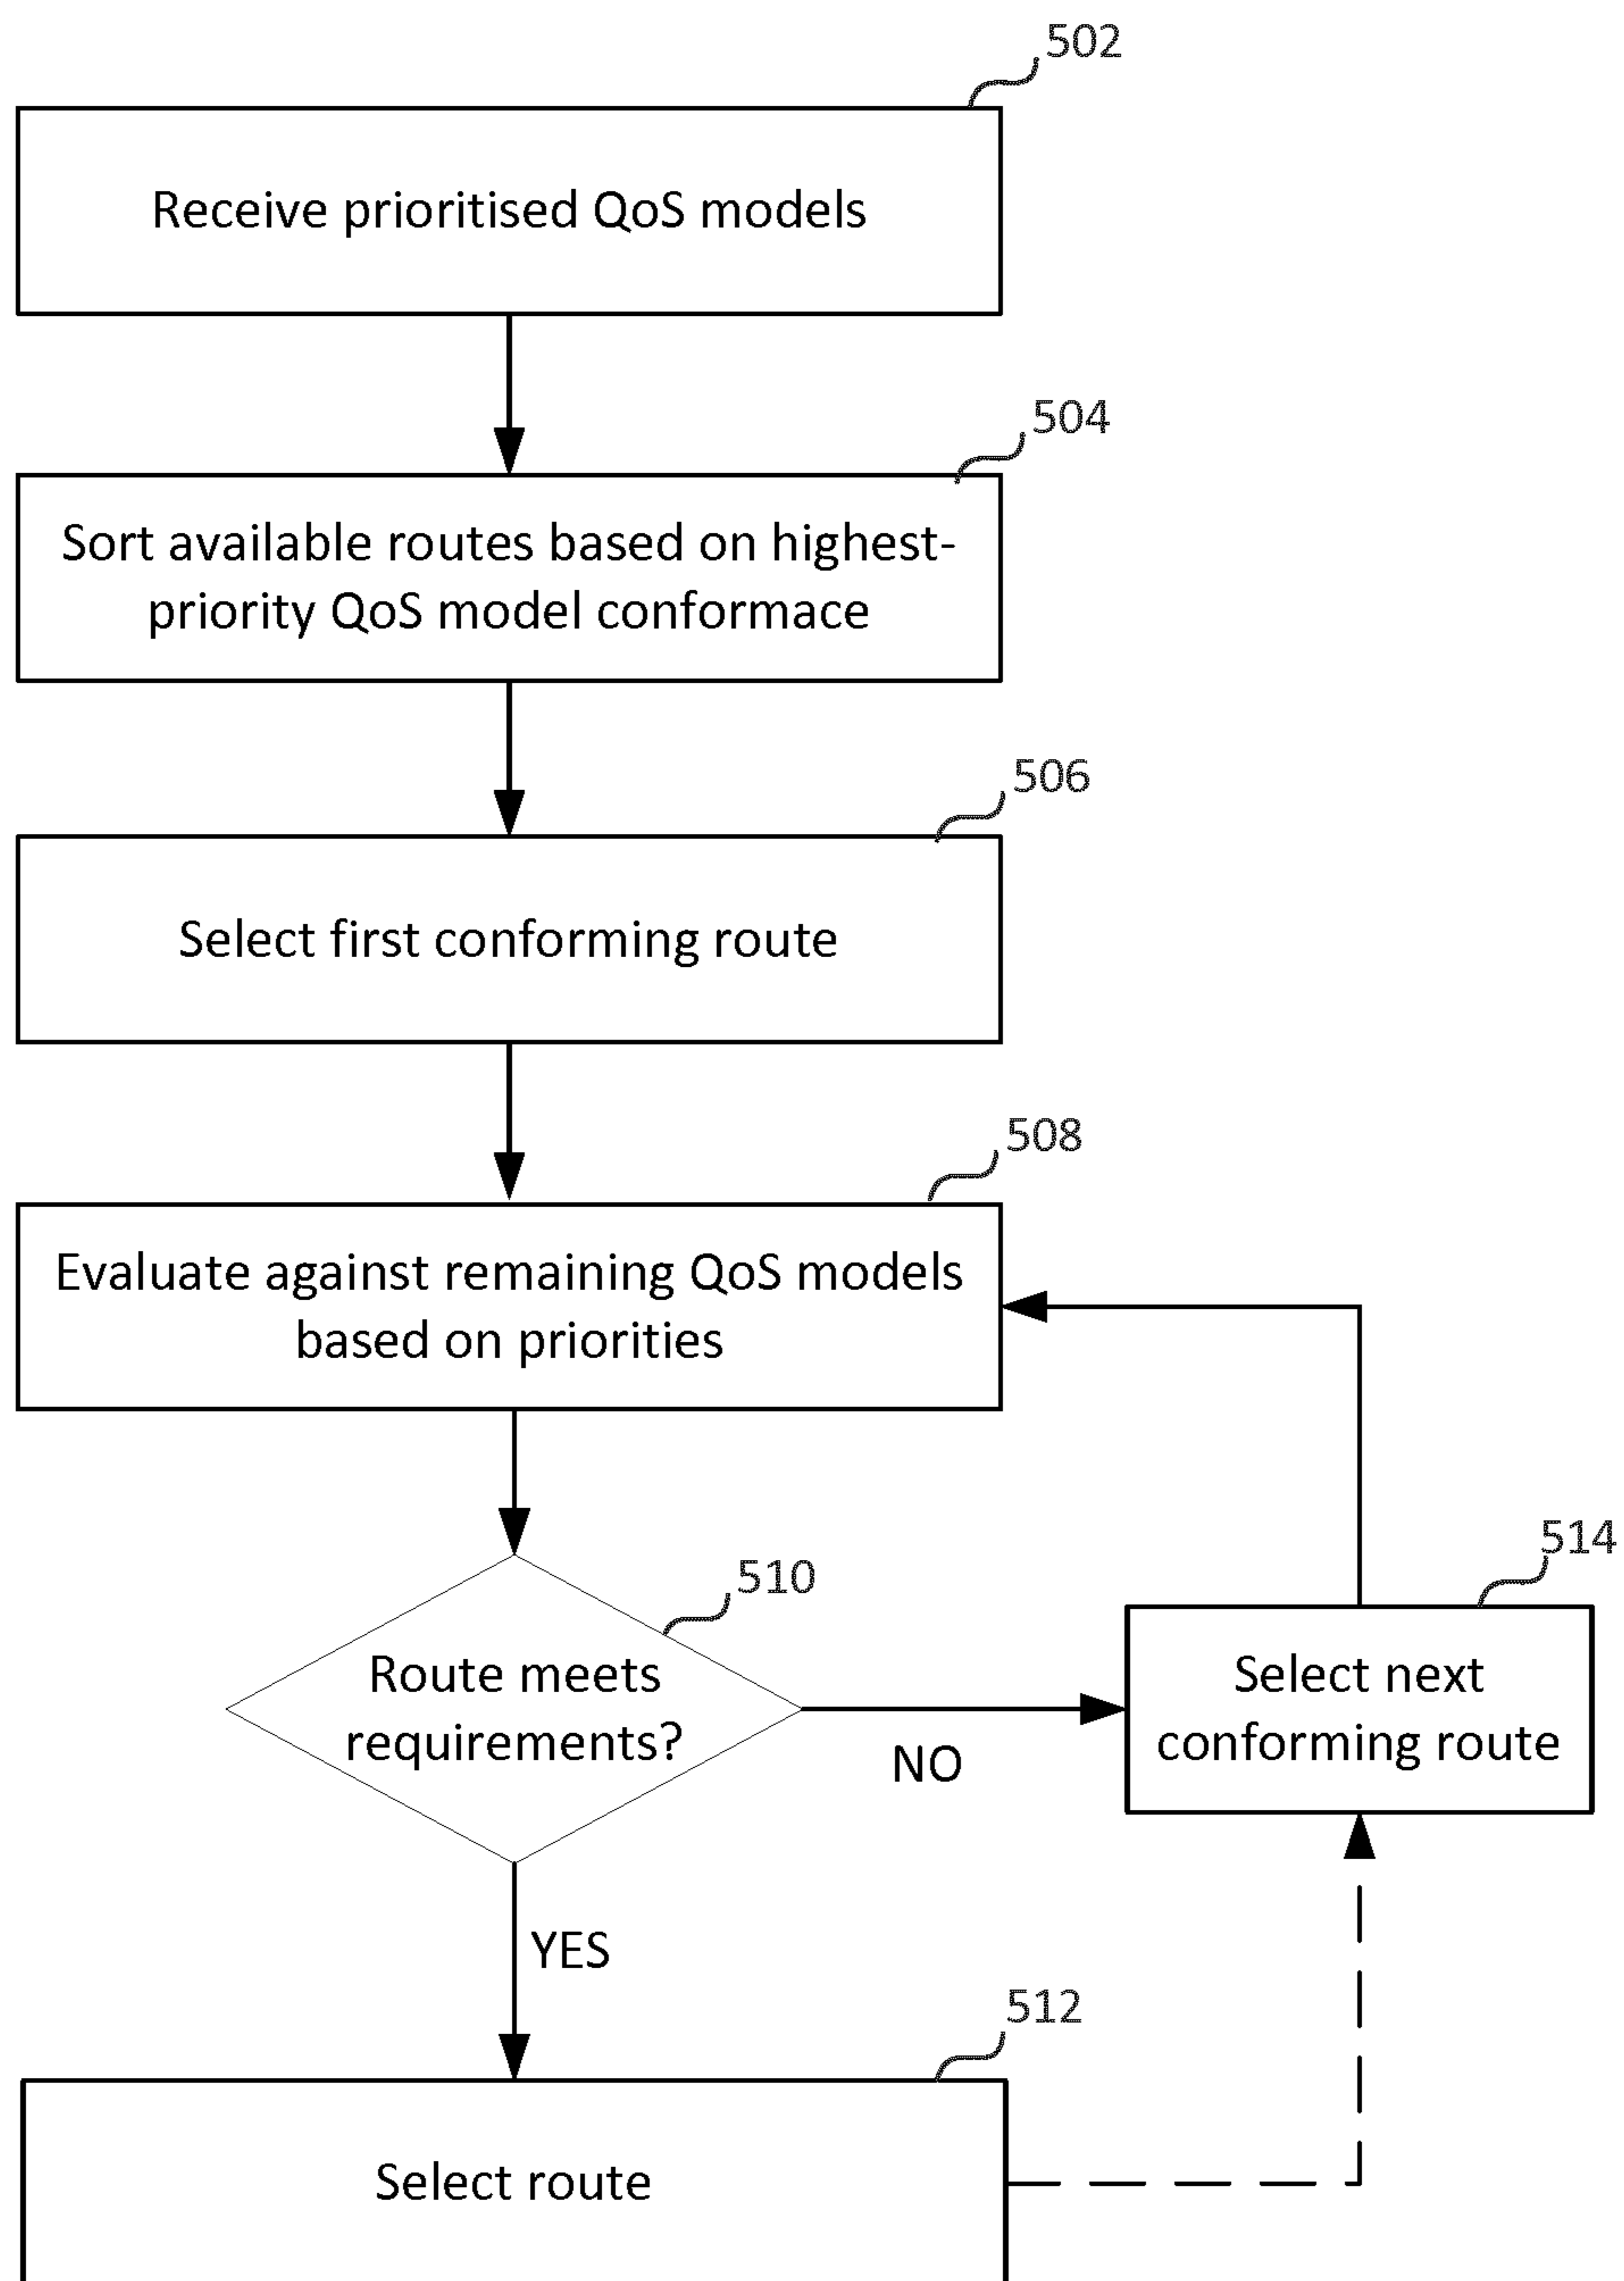 502
Receive prioritised QoS models
504
Sort available routes based on highest-
priority QoS model conformace
506
Select first conforming route
508
Evaluate against remaining QoS models
based on priorities
510
Route meets
requirements?
514
Select next
conforming route
NO
YES
512
Select route